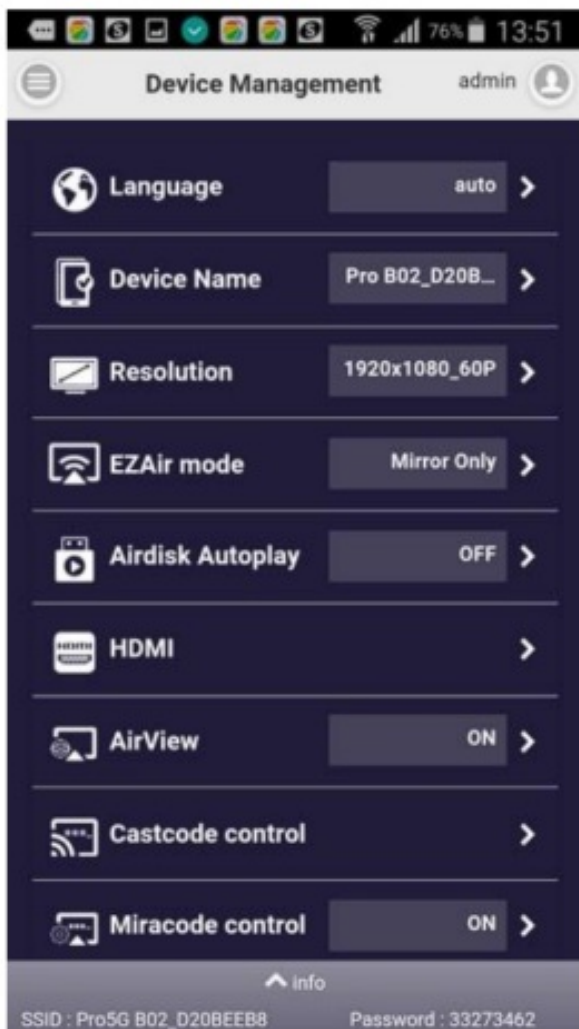 76% 13:51
Device Management admin
Language auto
Device Name Pro B02_D20B...
Resolution 1920x1080_60P
EZAir mode Mirror Only
Airdisk Autoplay OFF
HDMI HDMI
AirView ON
Castcode control
Miracode control ON
info
SSID : Pro5G B02_D20BEEB8 Password : 33273462